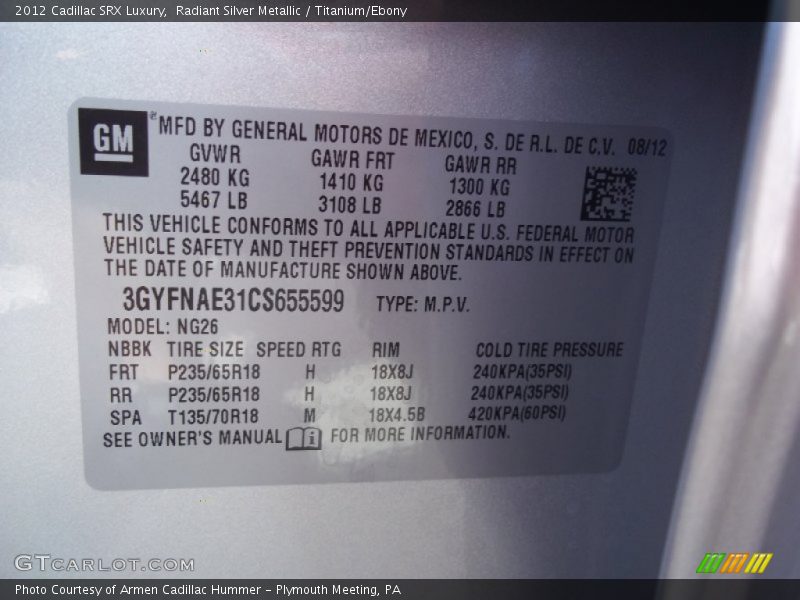 2012 Cadillac SRX Luxury,  Radiant Silver Metallic / Titanium/Ebony
GM ® MFD BY GENERAL MOTORS DE MEXICO, S. DE R.L. DE C.V. 08/12
GVWR GAWR FRT GAWR RR
2480 KG 1410 KG 1300 KG
5467 LB 3108 LB 2866 LB
THIS VEHICLE CONFORMS TO ALL APPLICABLE U.S. FEDERAL MOTOR
VEHICLE SAFETY AND THEFT PREVENTION STANDARDS IN EFFECT ON
THE DATE OF MANUFACTURE SHOWN ABOVE.
3GYFNAE31CS655599 TYPE: M.P.V.
MODEL: NG26
NBBK TIRE SIZE SPEED RTG RIM COLD TIRE PRESSURE
FRT P235/65R18 H 18X8J 240KPA(35PSI)
RR P235/65R18 H 18X8J 240KPA(35PSI)
SPA T135/70R18 M 18X4.5B 420KPA(60PSI)
SEE OWNER'S MANUAL i FOR MORE INFORMATION.
GTCARLOT.COM
Photo Courtesy of Armen Cadillac Hummer – Plymouth Meeting, PA